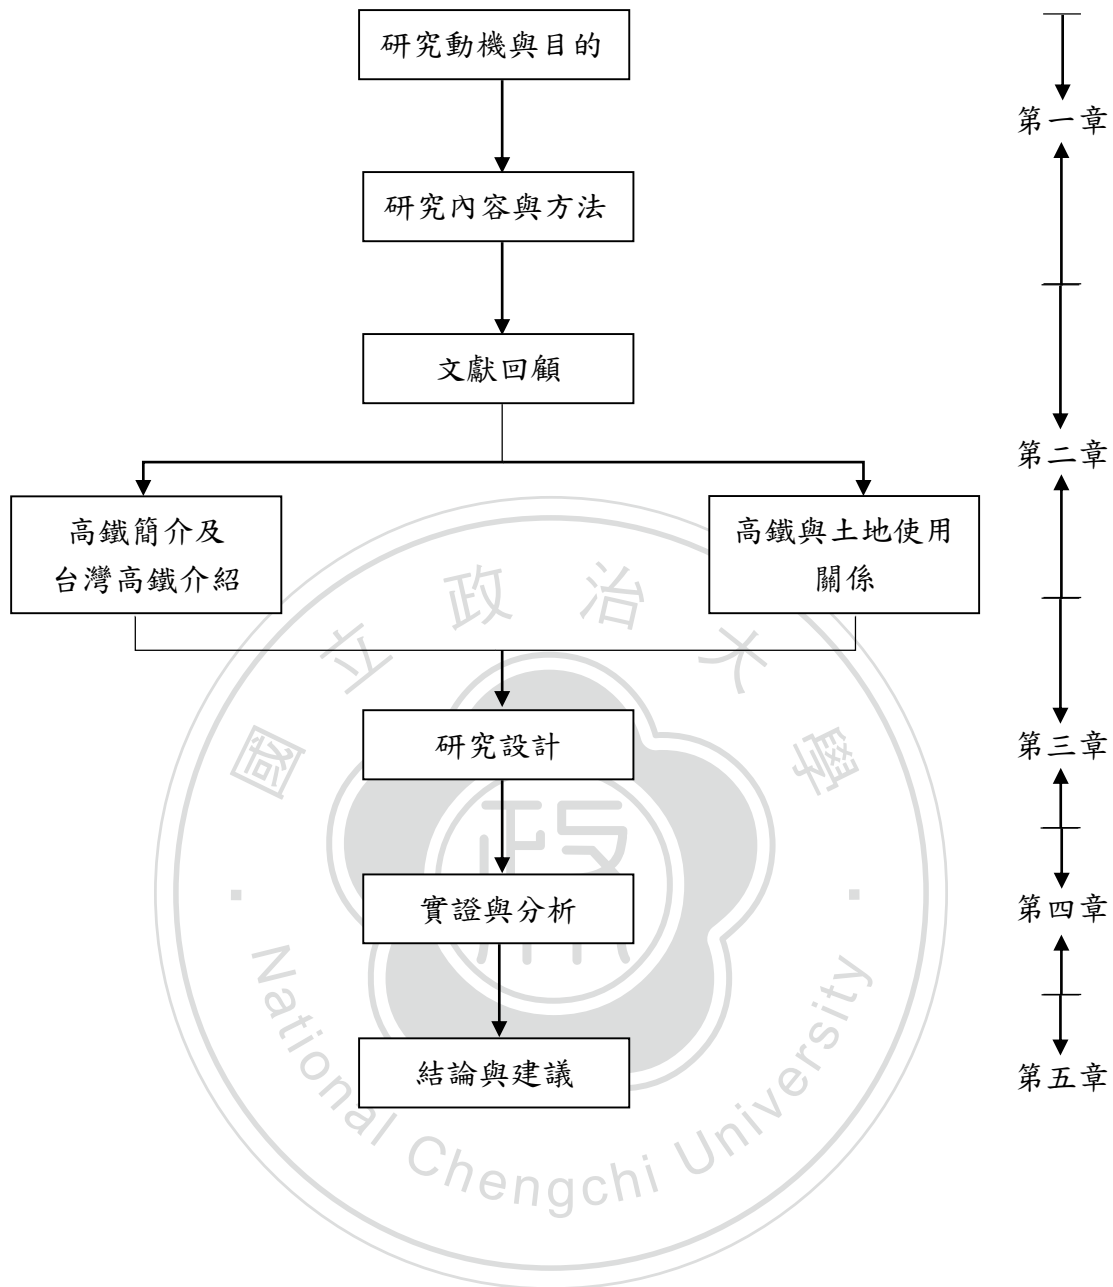 研究動機與目的
第一章
研究內容與方法
文獻回顧
第二章
高鐵簡介及
台灣高鐵介紹
高鐵與土地使用
關係
研究設計
第三章
實證與分析
第四章
結論與建議
第五章
國立政治大學
National Chengchi University